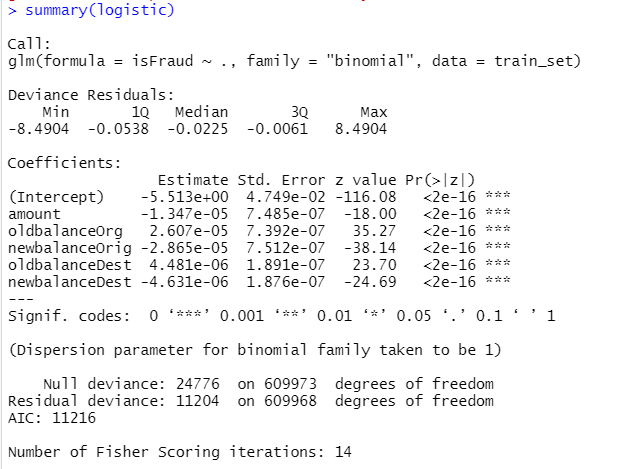 > summary(logistic)
Call:
glm(formula = isFraud ~ ., family = "binomial", data = train_set)
Deviance Residuals:
    Min       1Q   Median       3Q      Max
-8.4904  -0.0538  -0.0225  -0.0061   8.4904
Coefficients:
                 Estimate Std. Error z value Pr(>|z|)
(Intercept)    -5.513e+00  4.749e-02 -116.08   <2e-16 ***
amount         -1.347e-05  7.485e-07  -18.00   <2e-16 ***
oldbalanceOrg   2.607e-05  7.392e-07   35.27   <2e-16 ***
newbalanceOrig -2.865e-05  7.512e-07  -38.14   <2e-16 ***
oldbalanceDest  4.481e-06  1.891e-07   23.70   <2e-16 ***
newbalanceDest -4.631e-06  1.876e-07  -24.69   <2e-16 ***
---
Signif. codes:  0 ‘***’ 0.001 ‘**’ 0.01 ‘*’ 0.05 ‘.’ 0.1 ‘ ’ 1
(Dispersion parameter for binomial family taken to be 1)
    Null deviance: 24776  on 609973  degrees of freedom
Residual deviance: 11204  on 609968  degrees of freedom
AIC: 11216
Number of Fisher Scoring iterations: 14